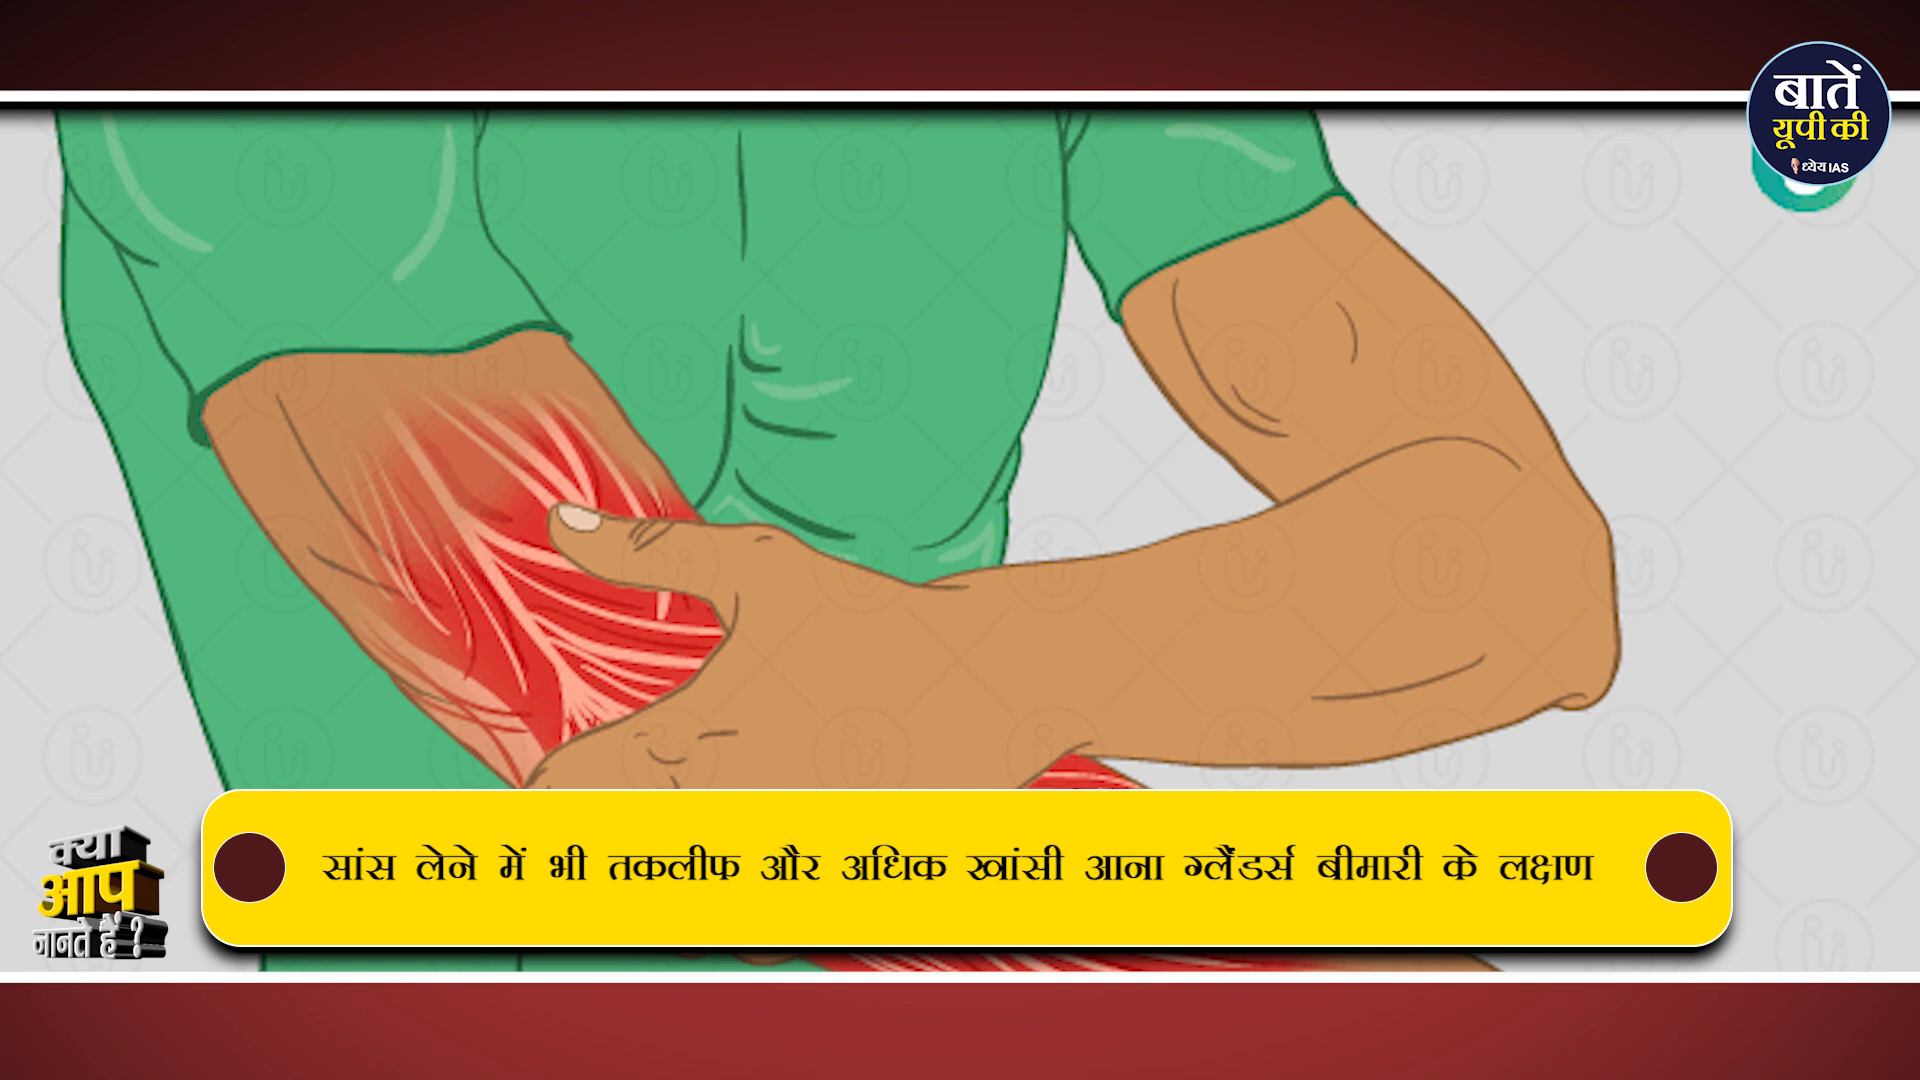 बातें
यूपी की
ध्येय IAS
सांस लेने में भी तकलीफ और अधिक खांसी आना ग्लैंडर्स बीमारी के लक्षण
क्या
आप
जानते हैं ?